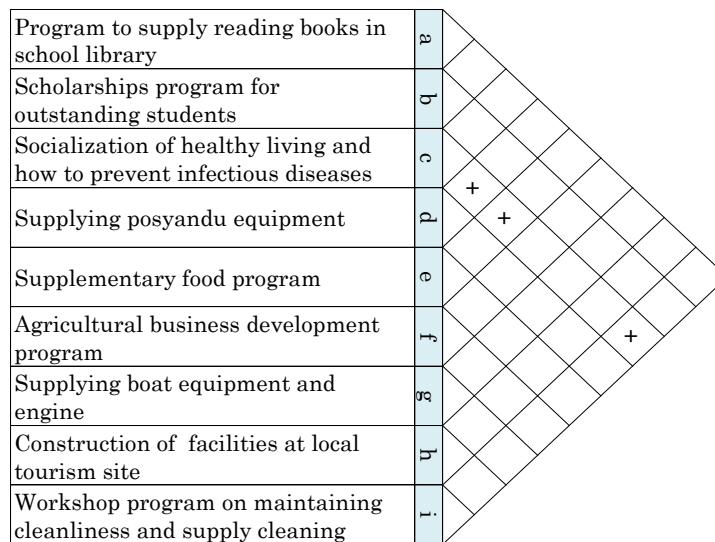 Program to supply reading books in
school library
a
Scholarships program for
outstanding students
b
Socialization of healthy living and
how to prevent infectious diseases
c
+
Supplying posyandu equipment
d
+
Supplementary food program
e
Agricultural business development
program
f
+
Supplying boat equipment and
engine
g
Construction of facilities at local
tourism site
h
Workshop program on maintaining
cleanliness and supply cleaning
i